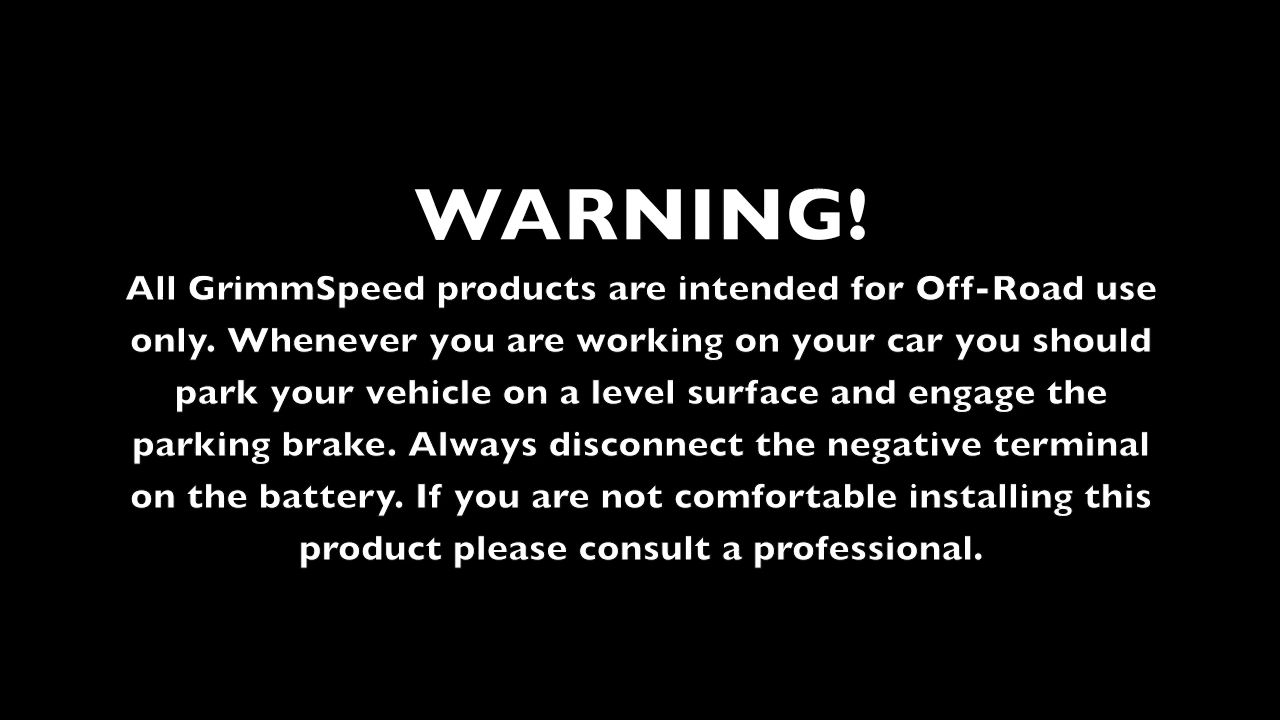 WARNING!
All GrimmSpeed products are intended for Off-Road use
only. Whenever you are working on your car you should
park your vehicle on a level surface and engage the
parking brake. Always disconnect the negative terminal
on the battery. If you are not comfortable installing this
product please consult a professional.